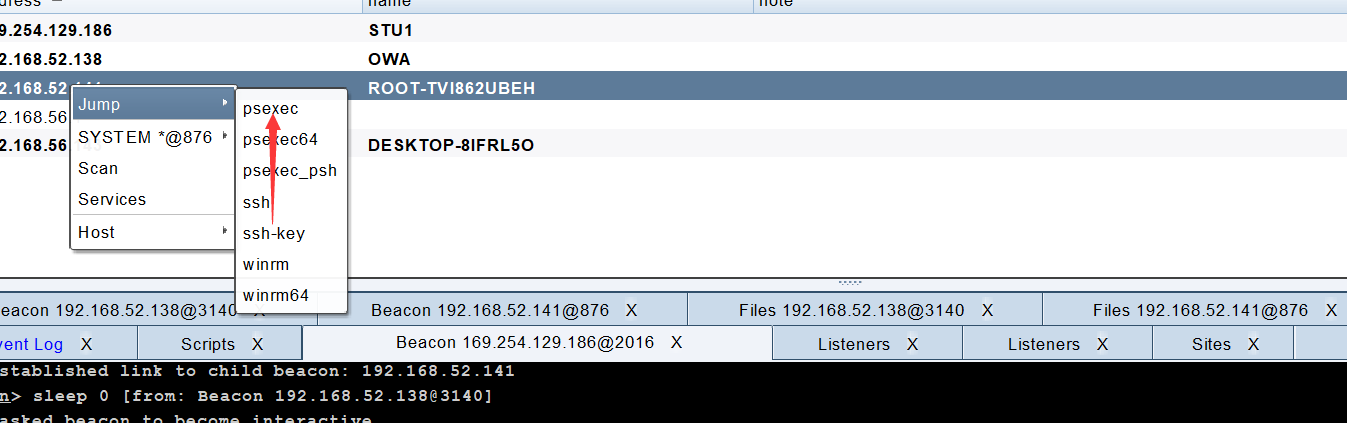 dress name note
9.254.129.186 STU1
2.168.52.138 OWA
2.168.52 ROOT-TVI862UBEH
2.168.56
2.168.56 DESKTOP-8IFRL5O
Jump
SYSTEM *@876
Scan
Services
Host
psexec
psexec64
psexec_psh
ssh
ssh-key
winrm
winrm64
eacon 192.168.52.138@3140 X Beacon 192.168.52.141@876 X Files 192.168.52.138@3140 X Files 192.168.52.141@876 X
vent Log X Scripts X Beacon 169.254.129.186@2016 X Listeners X Listeners X Sites X
stablished link to child beacon: 192.168.52.141
n> sleep 0 [from: Beacon 192.168.52.138@3140]
asked beacon to become interactive